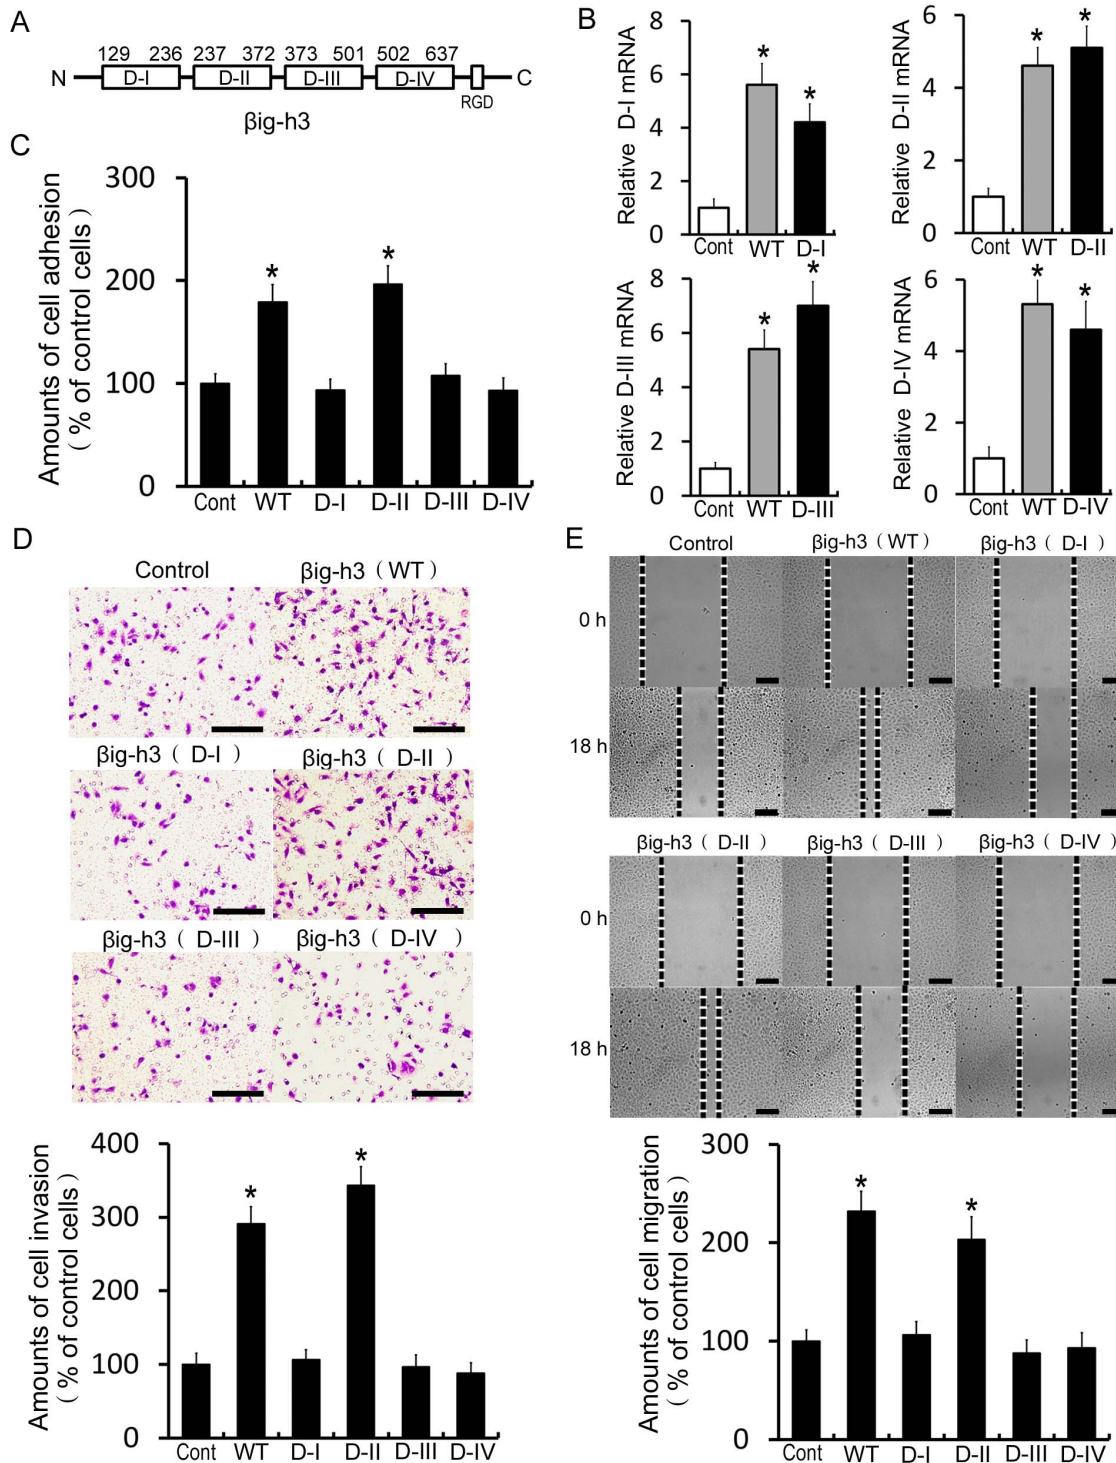 A
129 236 237 372 373 501 502 637
N D-I D-II D-III D-IV C
RGD
βig-h3
B
Relative D-I mRNA
8
6
4
2
0
*
*
Cont WT D-I
Relative D-II mRNA
6
4
2
0
*
*
Cont WT D-II
Relative D-III mRNA
8
6
4
2
0
*
*
Cont WT D-III
Relative D-IV mRNA
6
4
2
0
*
*
Cont WT D-IV
C
Amounts of cell adhesion
( % of control cells )
300
200
100
0
*
*
Cont WT D-I D-II D-III D-IV
D
Control βig-h3 ( WT )
βig-h3 ( D-I ) βig-h3 ( D-II )
βig-h3 ( D-III ) βig-h3 ( D-IV )
Amounts of cell invasion
( % of control cells )
400
300
200
100
0
*
*
Cont WT D-I D-II D-III D-IV
E
Control βig-h3 ( WT ) βig-h3 ( D-I )
0 h
18 h
βig-h3 ( D-II ) βig-h3 ( D-III ) βig-h3 ( D-IV )
0 h
18 h
Amounts of cell migration
( % of control cells )
300
200
100
0
*
*
Cont WT D-I D-II D-III D-IV